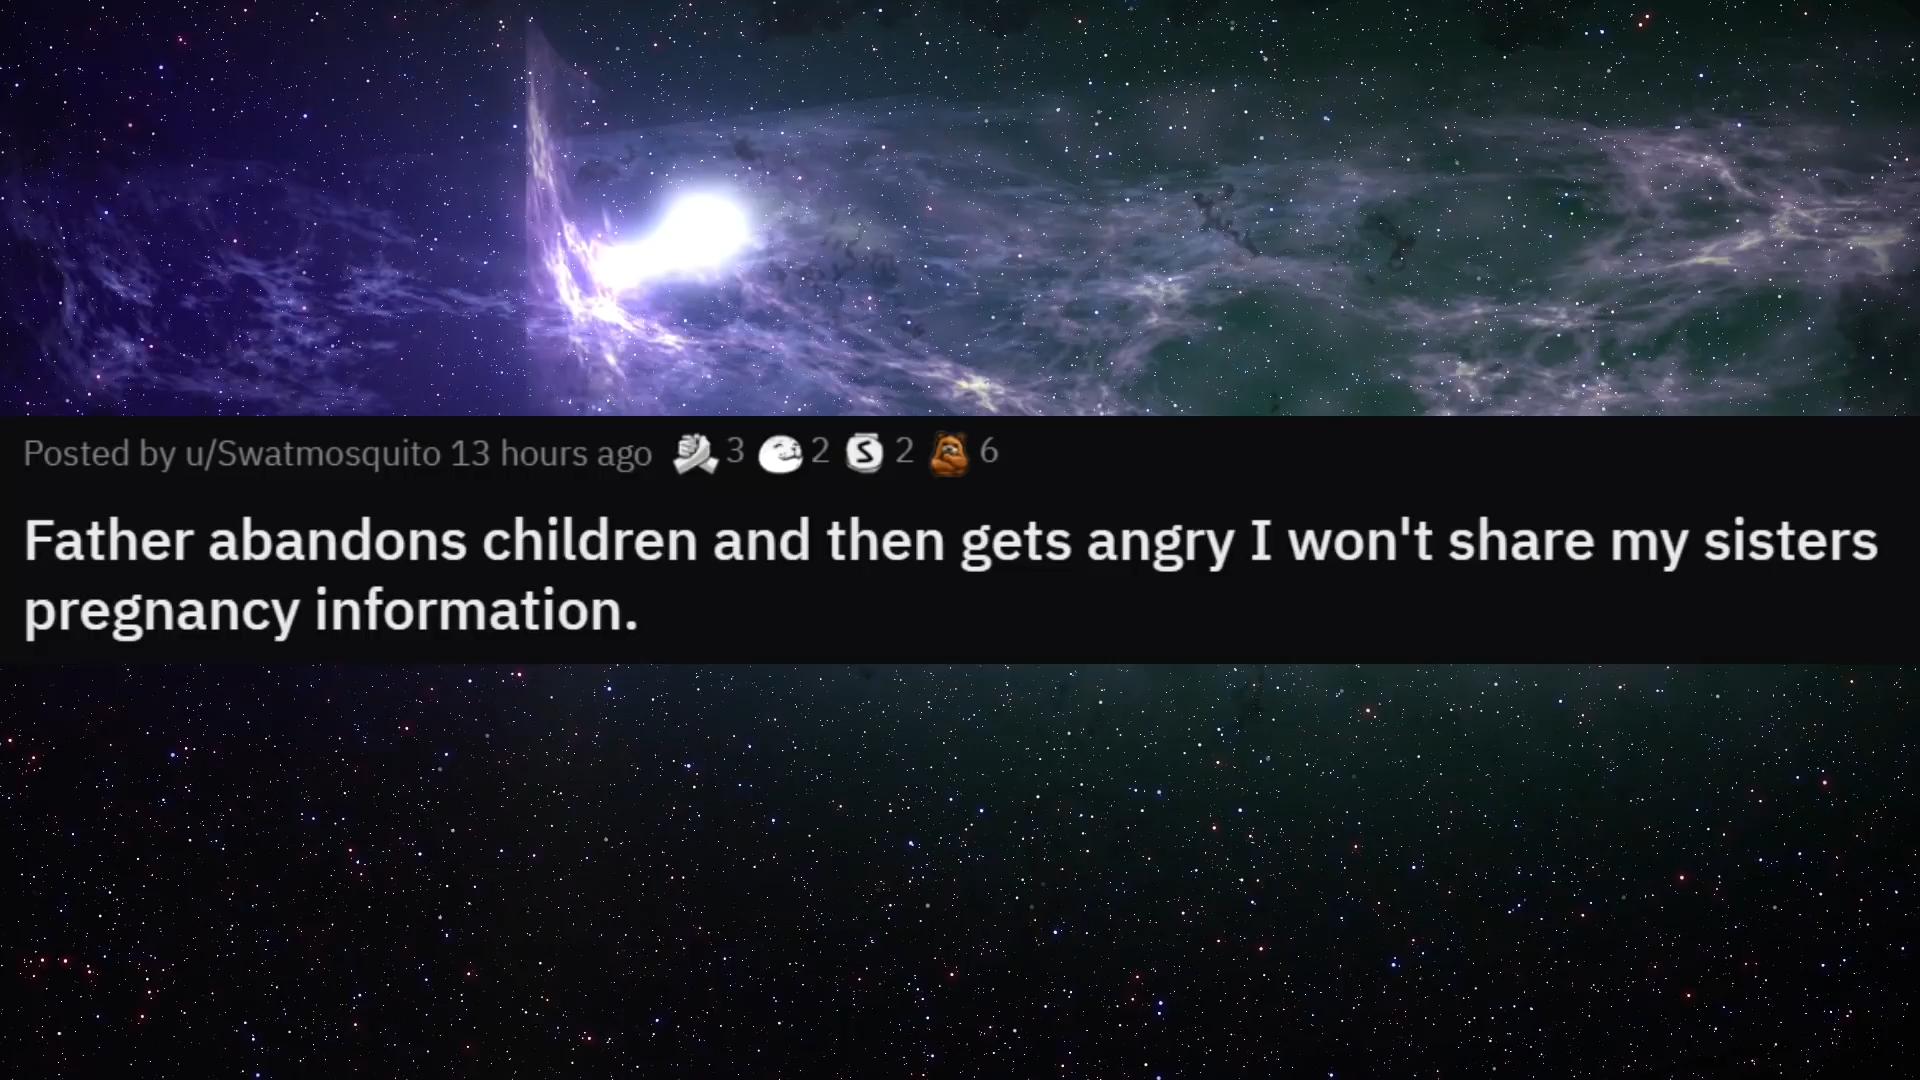 Posted by u/Swatmosquito 13 hours ago 3 2 S 2 6
Father abandons children and then gets angry I won't share my sisters
pregnancy information.